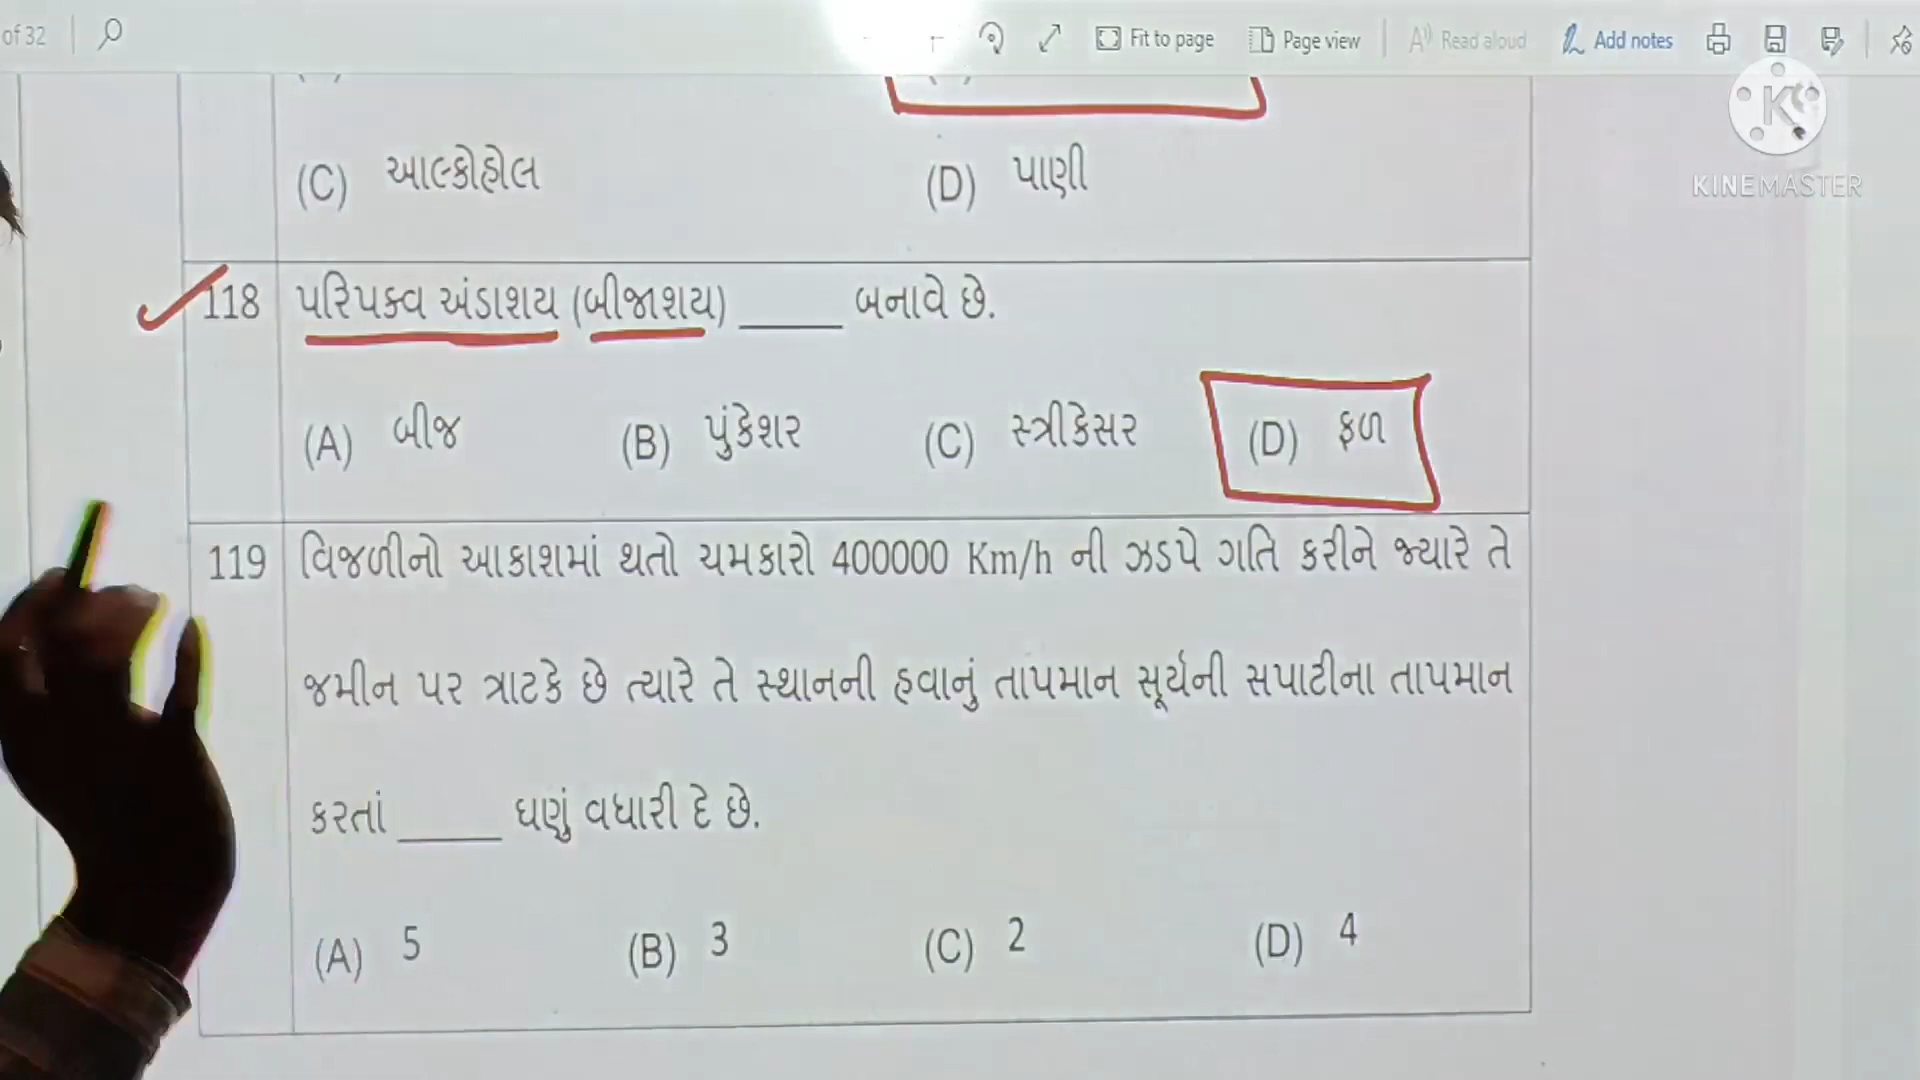 of 32 Fit to page Page view Read aloud Add notes
KINEMASTER
(C) આલ્કોહોલ (D) પાણી
118 પરિપક્વ અંડાશય (બીજાશય) _____ બનાવે છે.
(A) બીજ (B) પુંકેશર (C) સ્ત્રીકેસર (D) ફળ
119 વિજળીનો આકાશમાં થતો ચમકારો 400000 Km/h ની ઝડપે ગતિ કરીને જ્યારે તે
જમીન પર ત્રાટકે છે ત્યારે તે સ્થાનની હવાનું તાપમાન સૂર્યની સપાટીના તાપમાન
કરતાં _____ ઘણું વધારી દે છે.
(A) 5 (B) 3 (C) 2 (D) 4